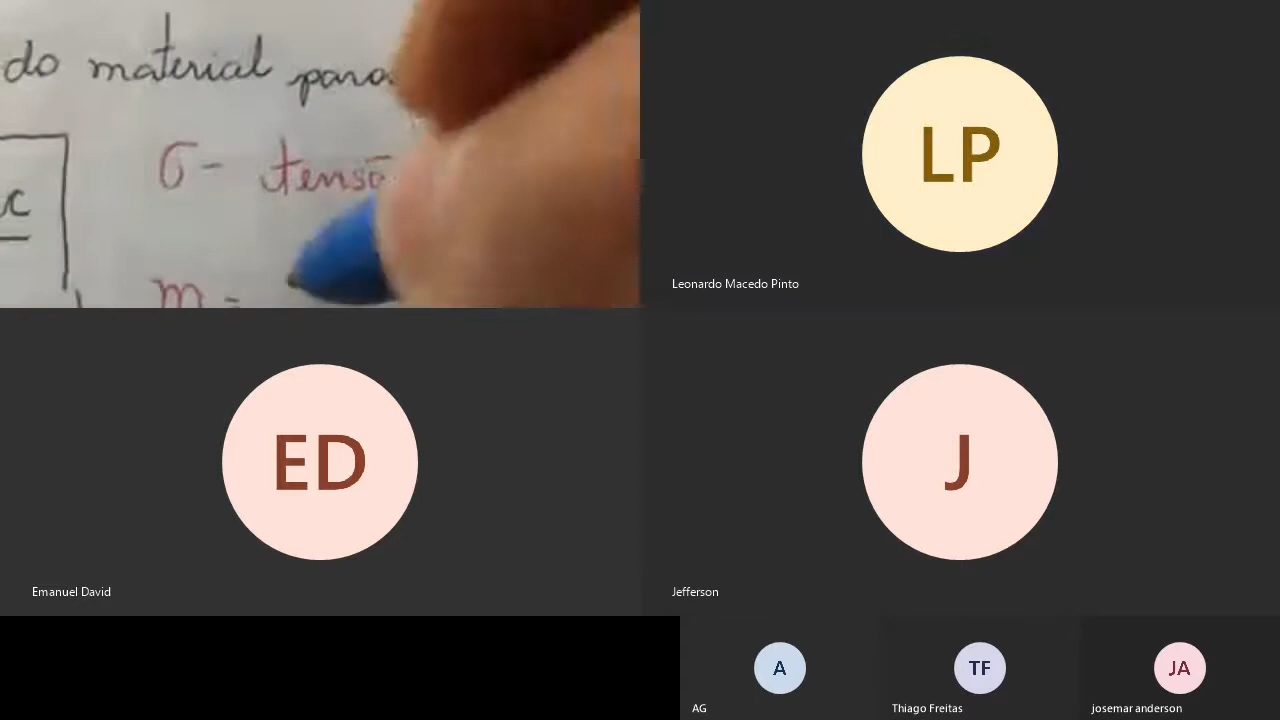 do material para
σ - tensã
c
m -
LP
Leonardo Macedo Pinto
ED
Emanuel David
J
Jefferson
A
AG
TF
Thiago Freitas
JA
josemar anderson